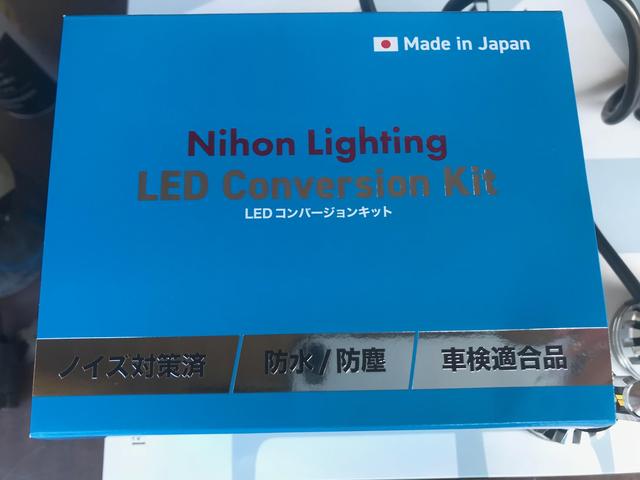 Made in Japan
Nihon Lighting
LED Conversion Kit
LEDコンバージョンキット
ノイズ対策済
防水/防塵
車検適合品